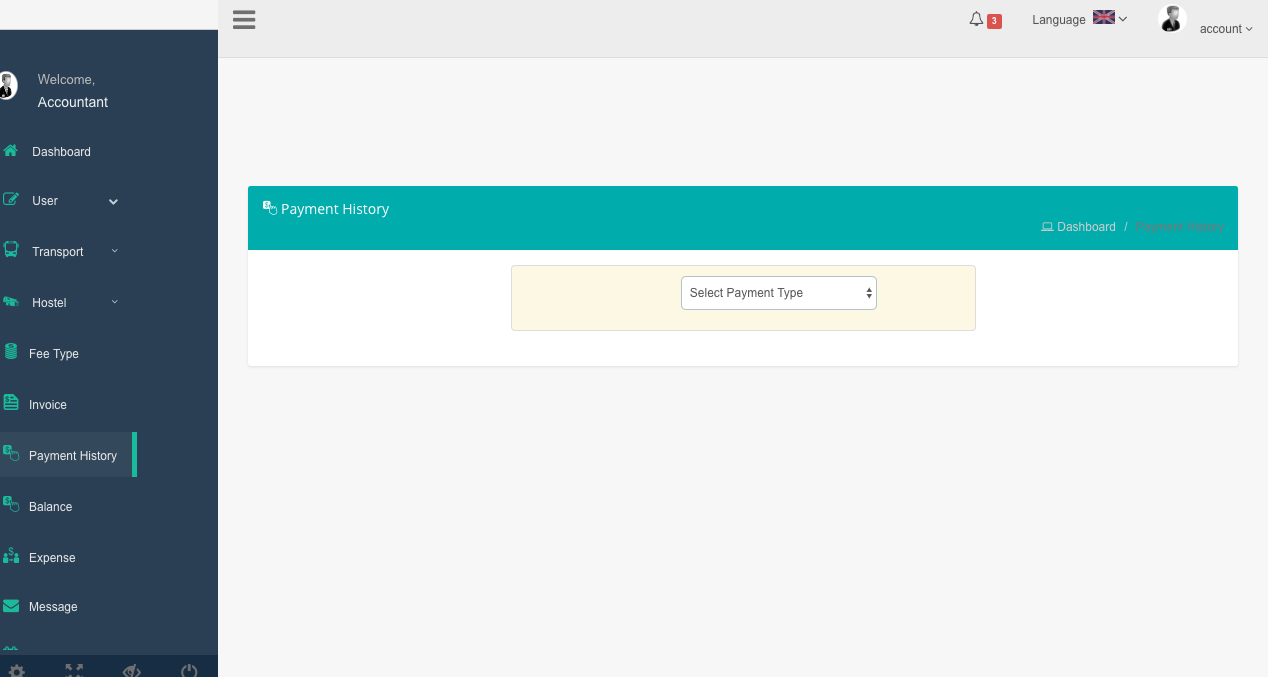 3
Language
account
Welcome,
Accountant
Dashboard
User
Transport
Hostel
Fee Type
Invoice
Payment History
Balance
Expense
Message
Payment History
Dashboard / Payment History
Select Payment Type